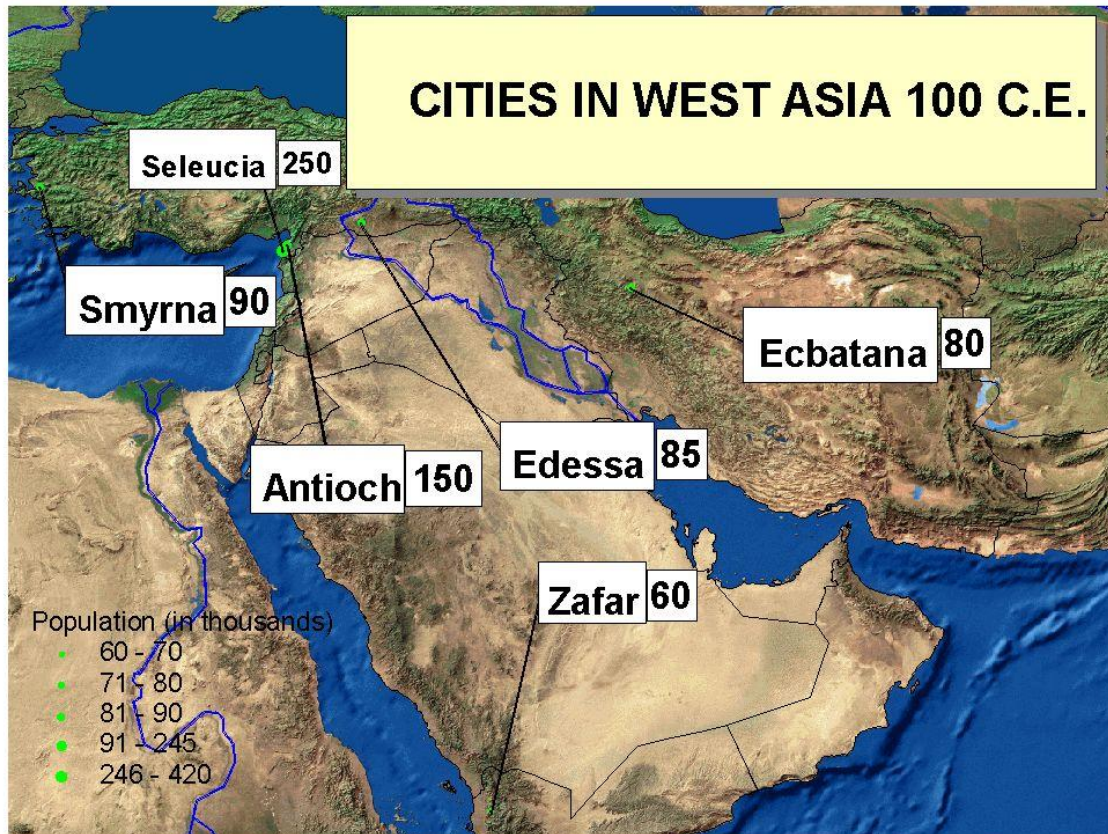 CITIES IN WEST ASIA 100 C.E.
Seleucia 250
Smyrna 90
Ecbatana 80
Antioch 150
Edessa 85
Zafar 60
Population (in thousands)
60 - 70
71 - 80
81 - 90
91 - 245
246 - 420